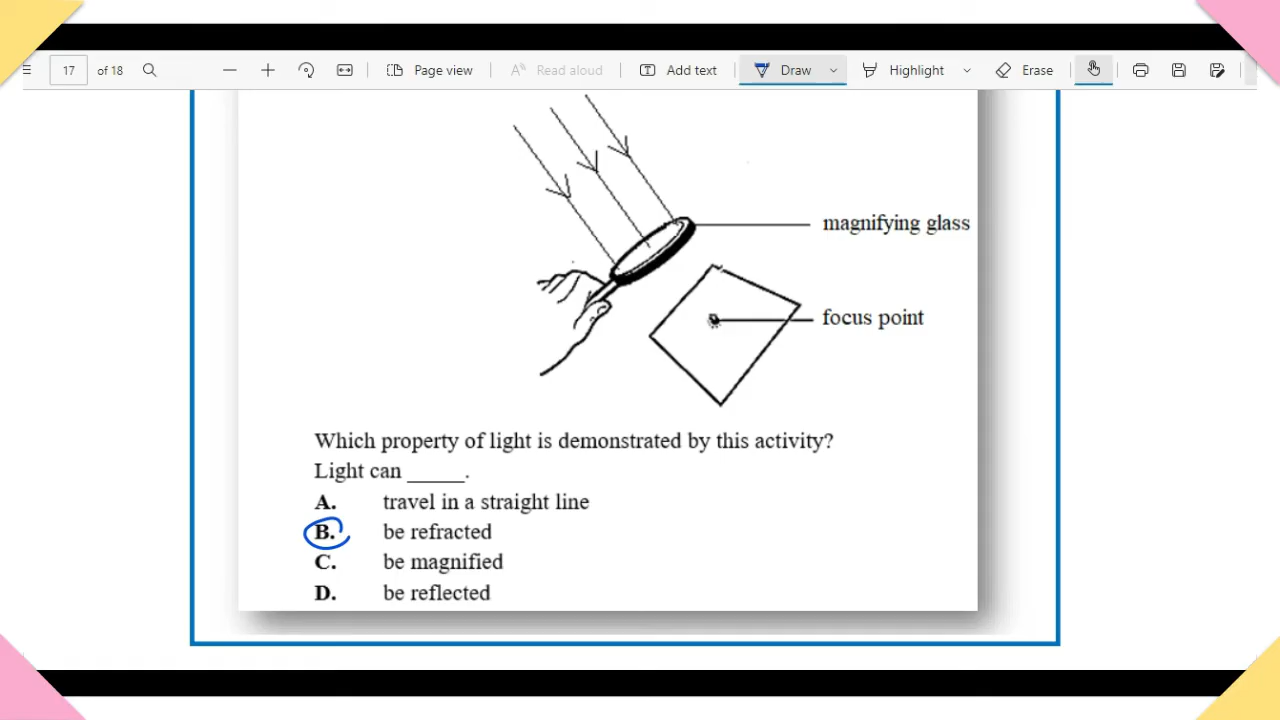 17 of 18 Page view Read aloud Add text Draw Highlight Erase
magnifying glass
focus point
Which property of light is demonstrated by this activity?
Light can _____.
A. travel in a straight line
B. be refracted
C. be magnified
D. be reflected